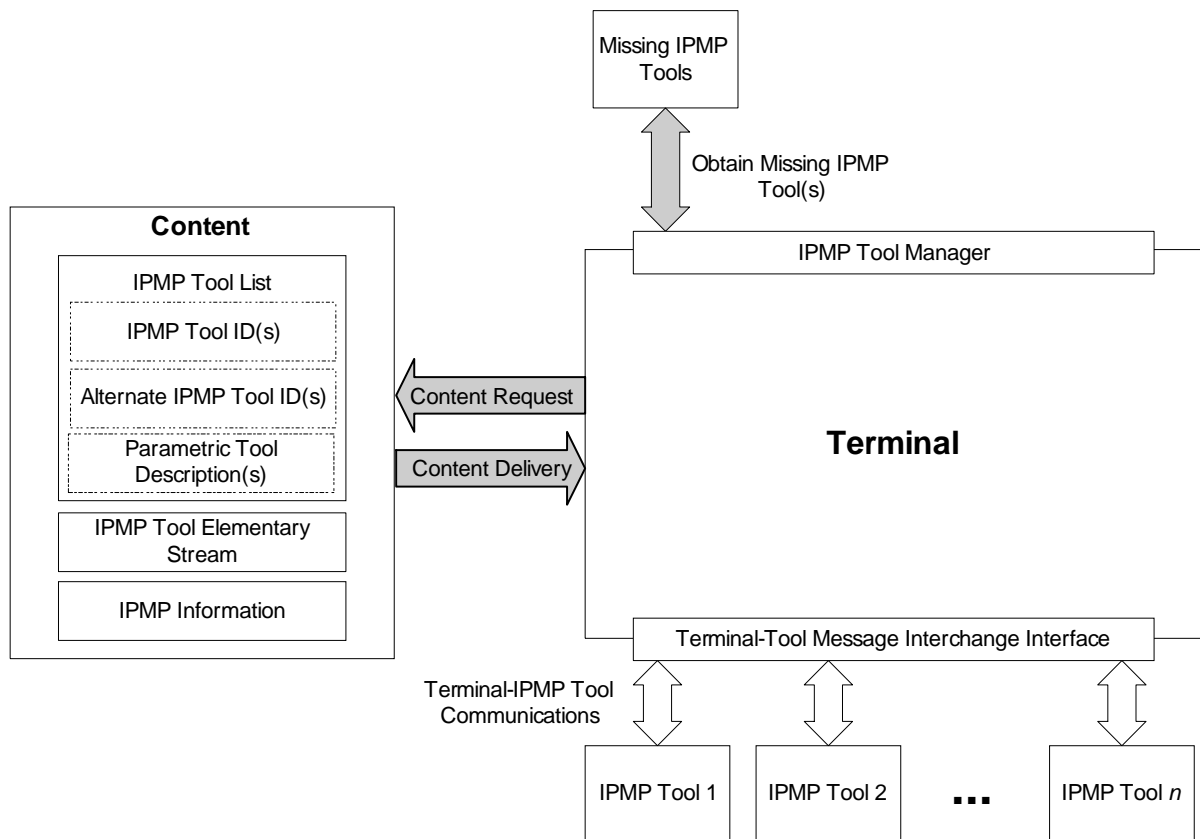 Missing IPMP
Tools
Obtain Missing IPMP
Tool(s)
Content
IPMP Tool List
IPMP Tool ID(s)
Alternate IPMP Tool ID(s)
Parametric Tool
Description(s)
IPMP Tool Elementary
Stream
IPMP Information
Content Request
Content Delivery
IPMP Tool Manager
Terminal
Terminal-Tool Message Interchange Interface
Terminal-IPMP Tool
Communications
IPMP Tool 1
IPMP Tool 2
...
IPMP Tool n